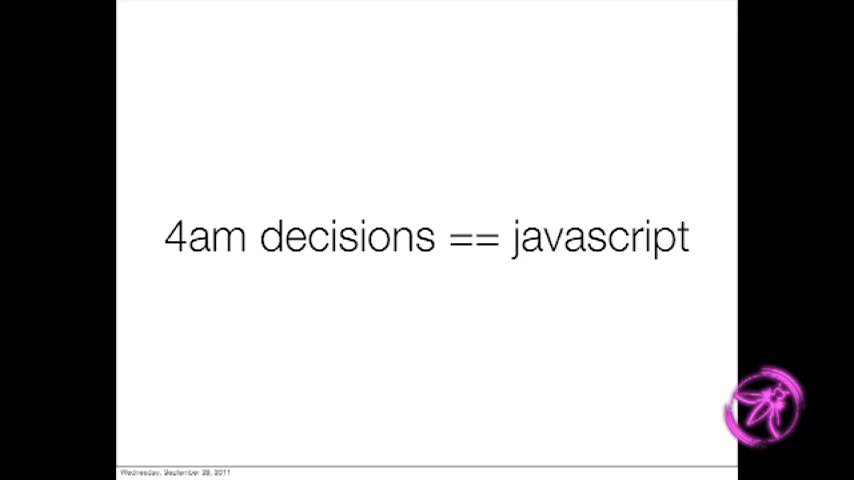 4am decisions == javascript
Wednesday, September 28, 2011